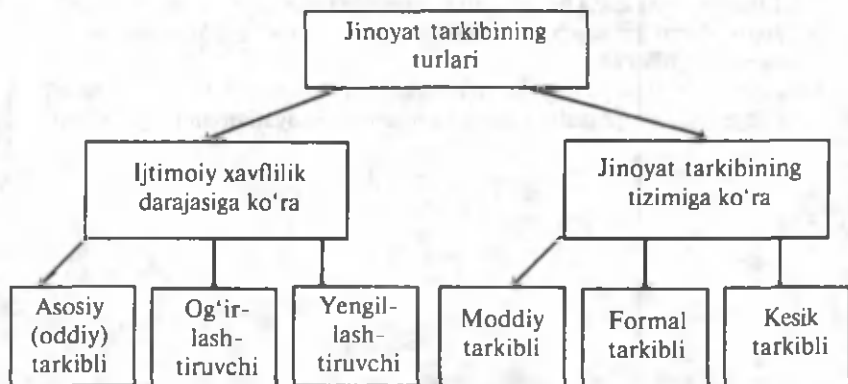 Jinoyat tarkibining
turlari
Ijtimoiy xavflilik
darajasiga ko‘ra
Jinoyat tarkibining
tizimiga ko‘ra
Asosiy
(oddiy)
tarkibli
Og‘ir-
lash-
tiruvchi
Yengil-
lash-
tiruvchi
Moddiy
tarkibli
Formal
tarkibli
Kesik
tarkibli